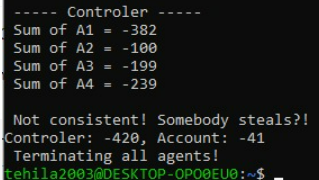 ----- Controler -----
Sum of A1 = -382
Sum of A2 = -100
Sum of A3 = -199
Sum of A4 = -239
Not consistent! Somebody steals?!
Controler: -420, Account: -41
Terminating all agents!
tehila2003@DESKTOP-OPO0EU0:~$